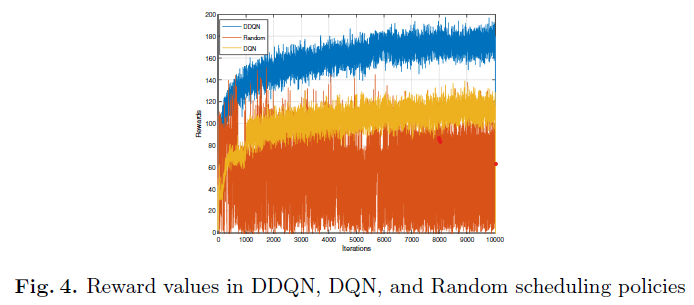 200
180
160
140
120
100
80
60
40
20
0
Rewards
DDQN
Random
DQN
0 1000 2000 3000 4000 5000 6000 7000 8000 9000 10000
Iterations
Fig. 4. Reward values in DDQN, DQN, and Random scheduling policies